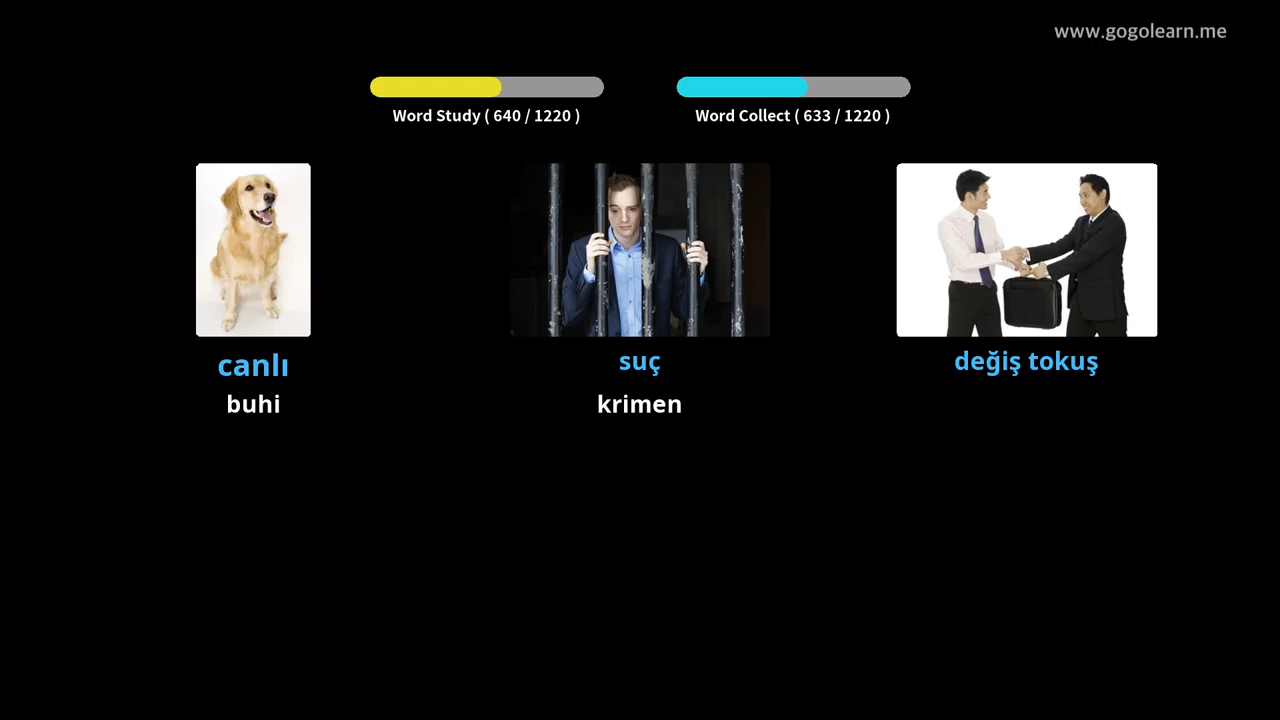 www.gogolearn.me
Word Study ( 640 / 1220 )
Word Collect ( 633 / 1220 )
canlı
buhi
suç
krimen
değiş tokuş